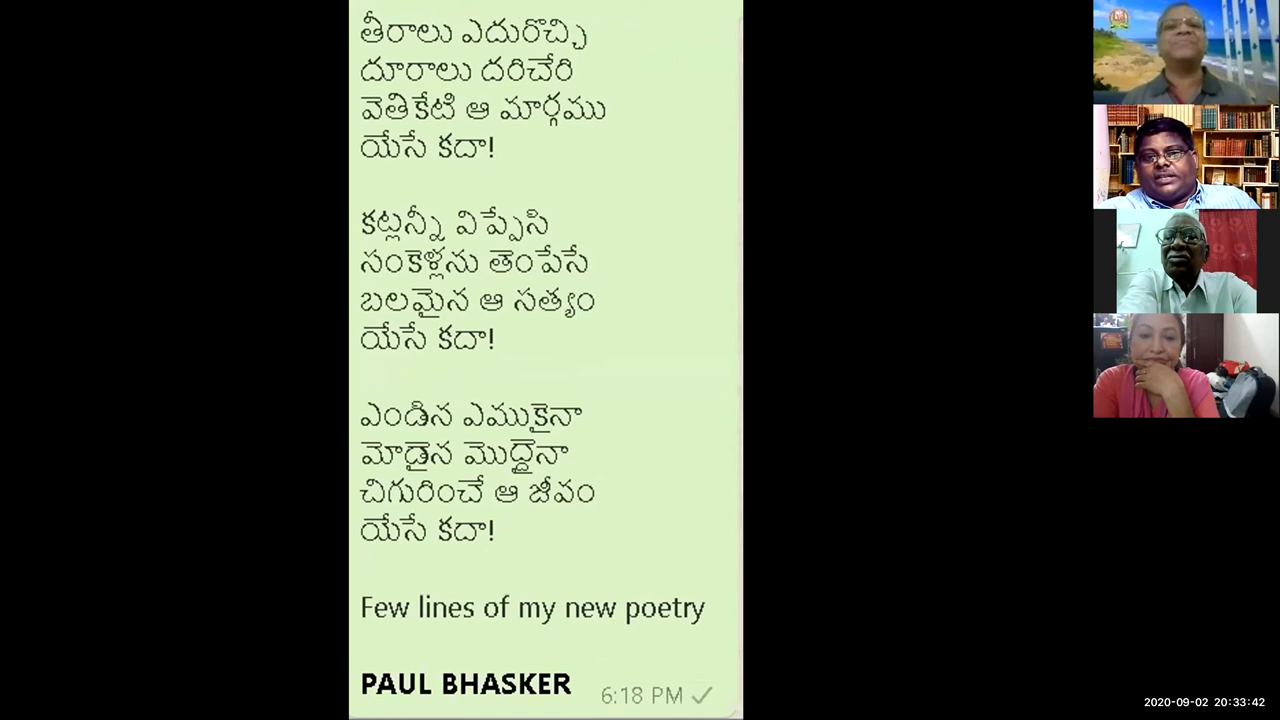 తీరాలు ఎదురొచ్చి
దూరాలు దరిచేరి
వెతికేటి ఆ మార్గము
యేసే కదా!
కట్లన్నీ విప్పేసి
సంకెళ్లను తెంపేసే
బలమైన ఆ సత్యం
యేసే కదా!
ఎండిన ఎముకైనా
మోడైన మొద్దైనా
చిగురించే ఆ జీవం
యేసే కదా!
Few lines of my new poetry
PAUL BHASKER
6:18 PM
2020-09-02 20:33:42